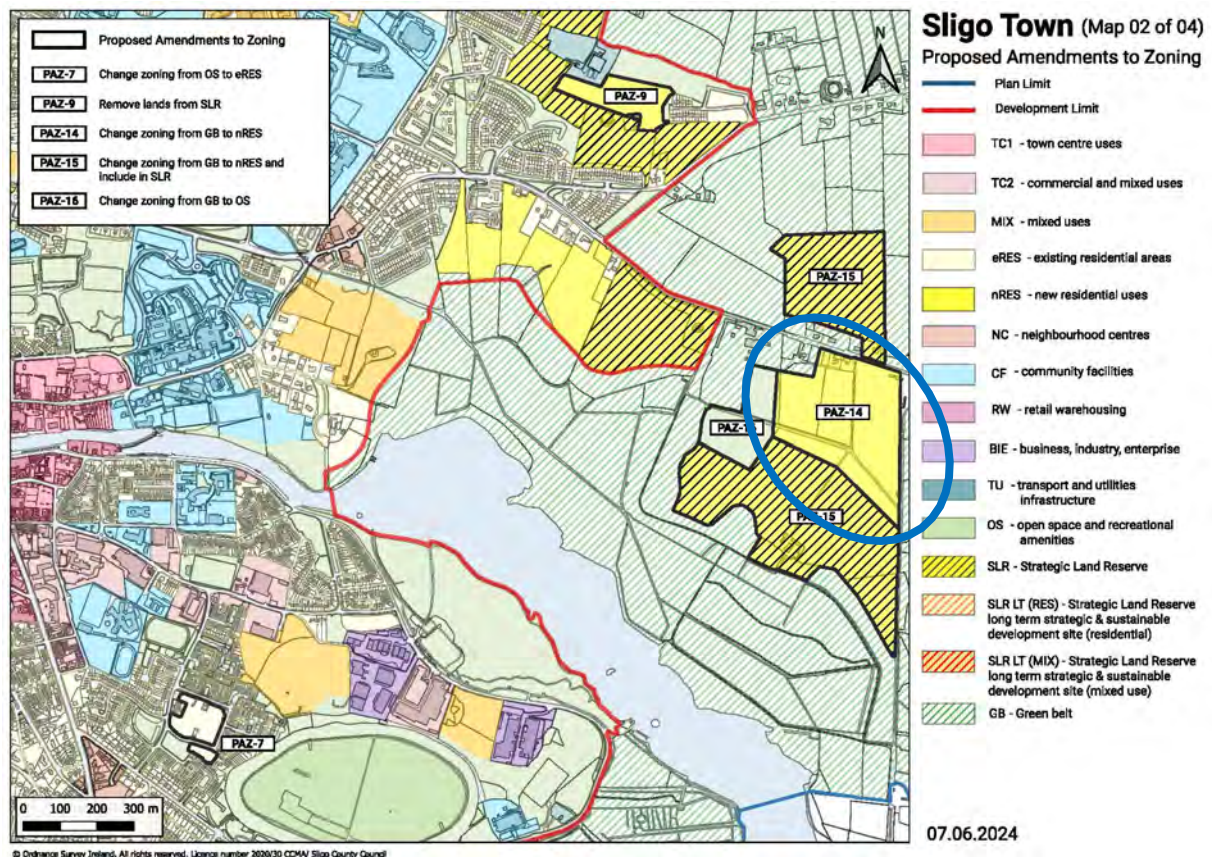 Proposed Amendments to Zoning
PAZ-7 Change zoning from OS to eRES
PAZ-9 Remove lands from SLR
PAZ-14 Change zoning from GB to nRES
PAZ-15 Change zoning from GB to nRES and
include in SLR
PAZ-16 Change zoning from GB to OS
N
PAZ-9
PAZ-15
PAZ-14
PAZ-15
PAZ-7
0 100 200 300 m
Sligo Town (Map 02 of 04)
Proposed Amendments to Zoning
Plan Limit
Development Limit
TC1 - town centre uses
TC2 - commercial and mixed uses
MIX - mixed uses
eRES - existing residential areas
nRES - new residential uses
NC - neighbourhood centres
CF - community facilities
RW - retail warehousing
BIE - business, industry, enterprise
TU - transport and utilities
infrastructure
OS - open space and recreational
amenities
SLR - Strategic Land Reserve
SLR LT (RES) - Strategic Land Reserve
long term strategic & sustainable
development site (residential)
SLR LT (MIX) - Strategic Land Reserve
long term strategic & sustainable
development site (mixed use)
GB - Green belt
07.06.2024
© Ordnance Survey Ireland. All rights reserved. Licence number 2020/30 CCMA/ Sligo County Council